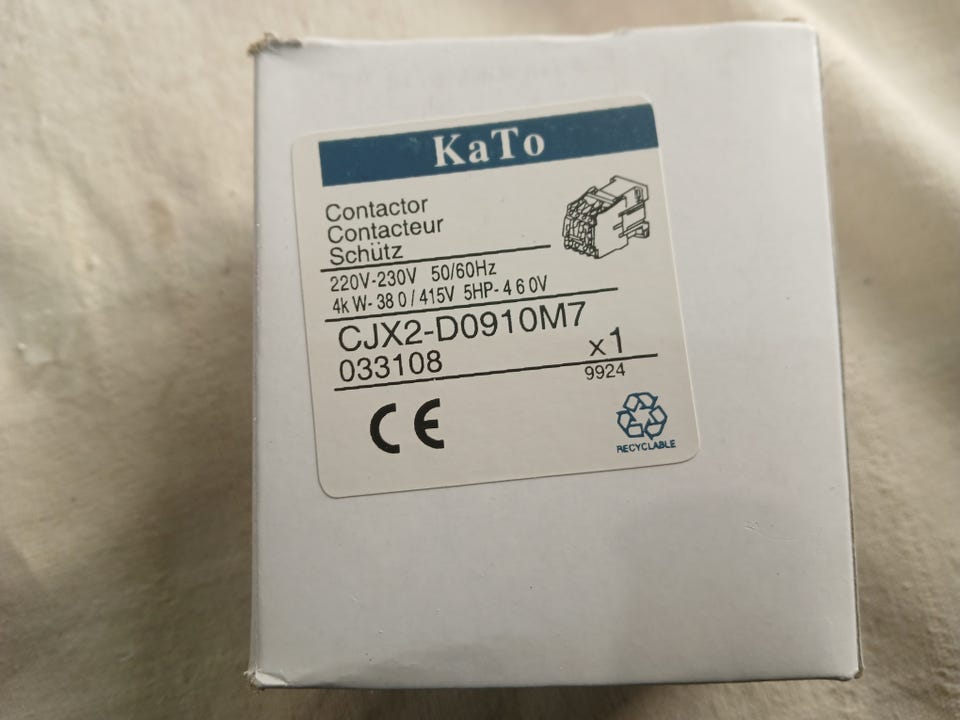 KaTo
Contactor
Contacteur
Schütz
220V-230V 50/60Hz
4kW-380/415V 5HP-460V
CJX2-D0910M7
033108 x1
9924
CE
RECYCLABLE